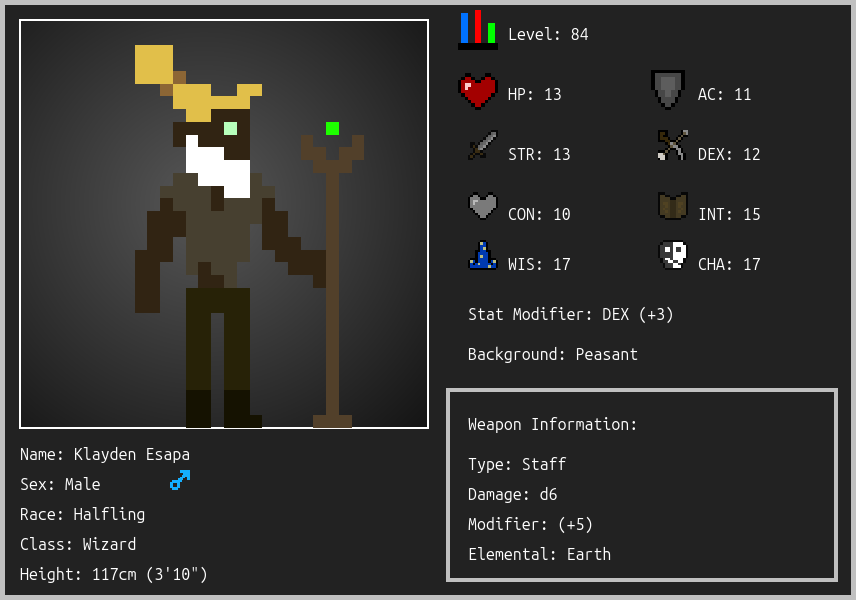 Level: 84
HP: 13
AC: 11
STR: 13
DEX: 12
CON: 10
INT: 15
WIS: 17
CHA: 17
Stat Modifier: DEX (+3)
Background: Peasant
Weapon Information:
Type: Staff
Damage: d6
Modifier: (+5)
Elemental: Earth
Name: Klayden Esapa
Sex: Male
Race: Halfling
Class: Wizard
Height: 117cm (3'10")